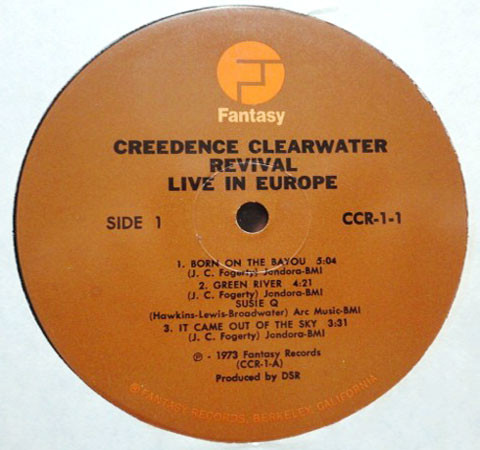 Fantasy
CREEDENCE CLEARWATER
REVIVAL
LIVE IN EUROPE
SIDE 1
CCR-1-1
1. BORN ON THE BAYOU 5:04
(J. C. Fogerty) Jondora-BMI
2. GREEN RIVER 4:21
(J. C. Fogerty) Jondora-BMI
SUSIE Q
(Hawkins-Lewis-Broadwater) Arc Music-BMI
3. IT CAME OUT OF THE SKY 3:31
(J. C. Fogerty) Jondora-BMI
℗ - 1973 Fantasy Records
(CCR-1-A)
Produced by DSR
© FANTASY RECORDS, BERKELEY, CALIFORNIA